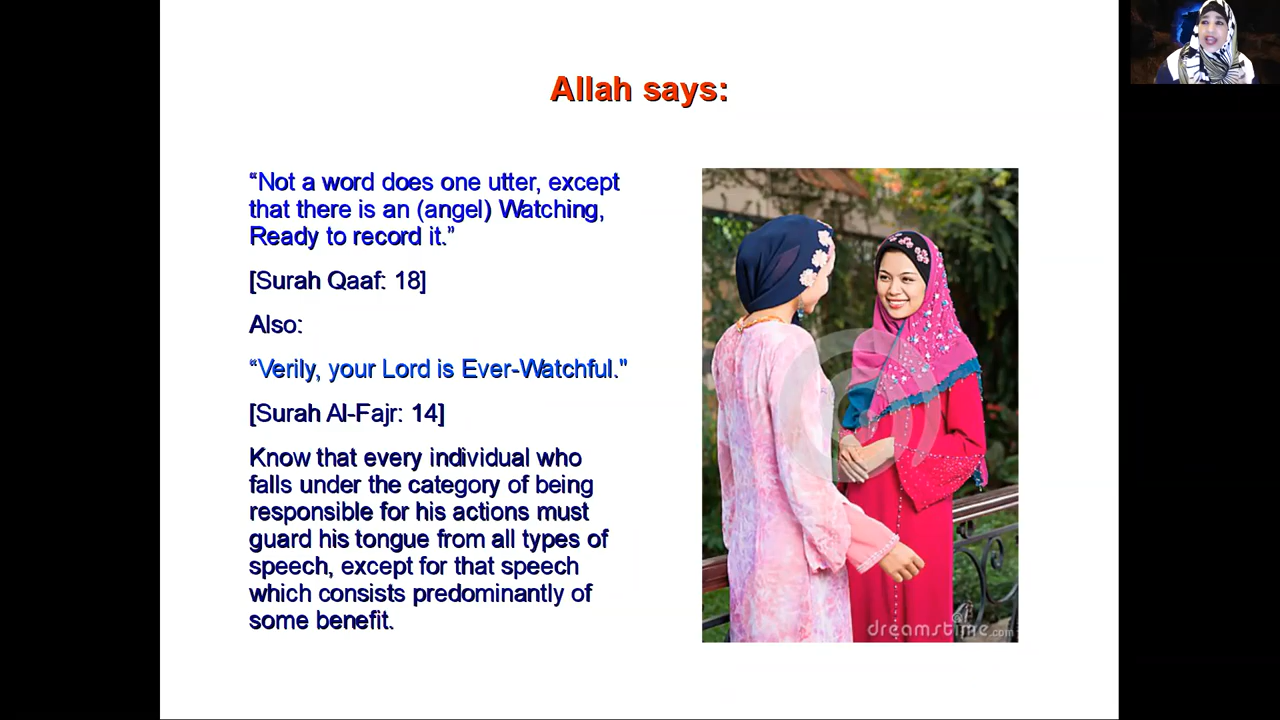 Allah says:
“Not a word does one utter, except
that there is an (angel) Watching,
Ready to record it.”
[Surah Qaaf: 18]
Also:
“Verily, your Lord is Ever-Watchful."
[Surah Al-Fajr: 14]
Know that every individual who
falls under the category of being
responsible for his actions must
guard his tongue from all types of
speech, except for that speech
which consists predominantly of
some benefit.
dreamstime.com